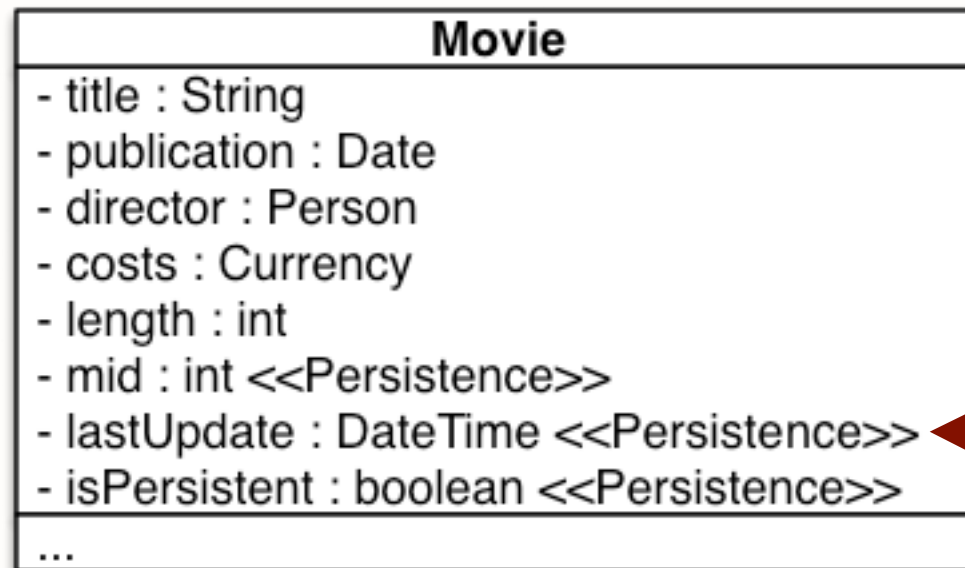 Movie
- title : String
- publication : Date
- director : Person
- costs : Currency
- length : int
- mid : int <<Persistence>>
- lastUpdate : DateTime <<Persistence>>
- isPersistent : boolean <<Persistence>>
...